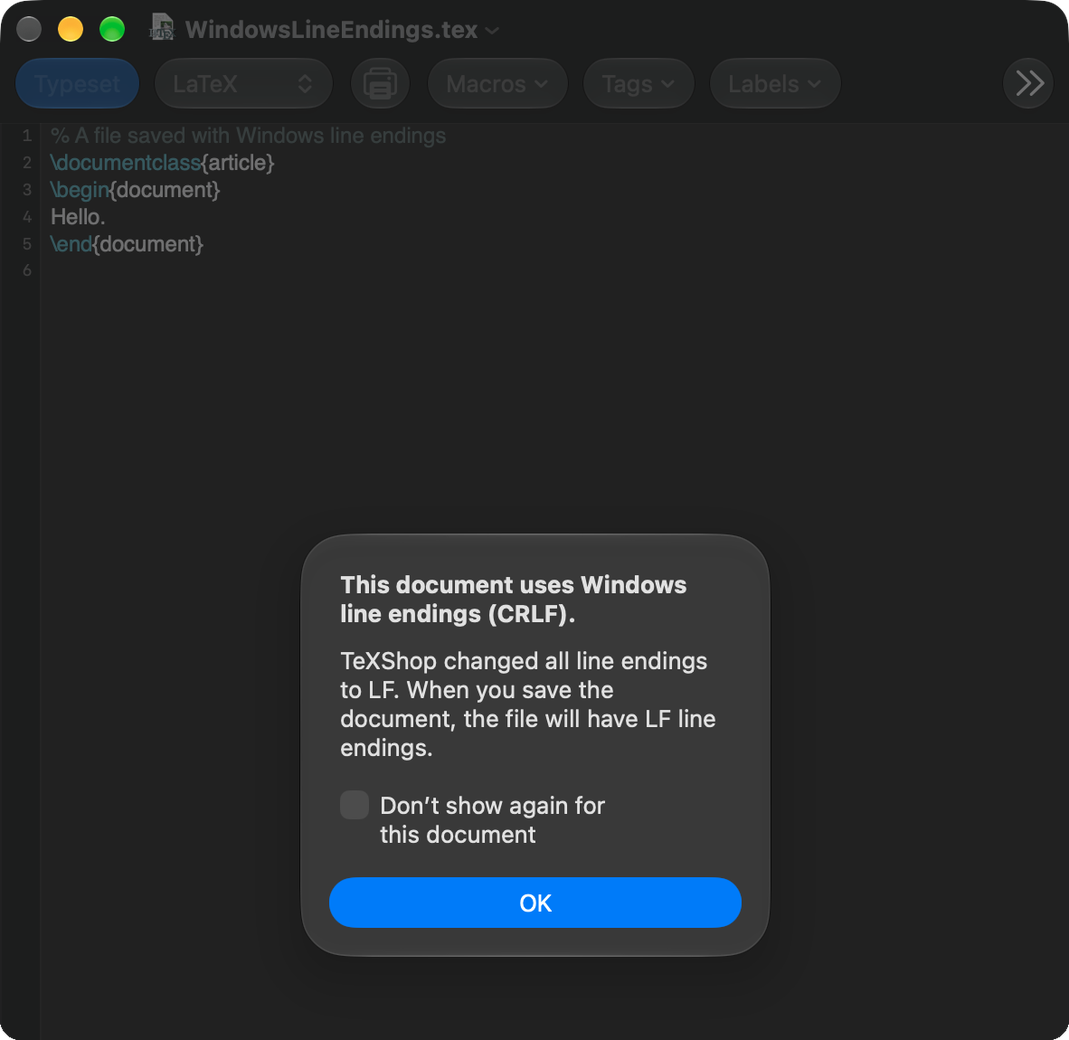 WindowsLineEndings.tex
Typeset LaTeX Macros Tags Labels
1 % A file saved with Windows line endings
2 \documentclass{article}
3 \begin{document}
4 Hello.
5 \end{document}
6
This document uses Windows
line endings (CRLF).
TeXShop changed all line endings
to LF. When you save the
document, the file will have LF line
endings.
Don’t show again for
this document
OK